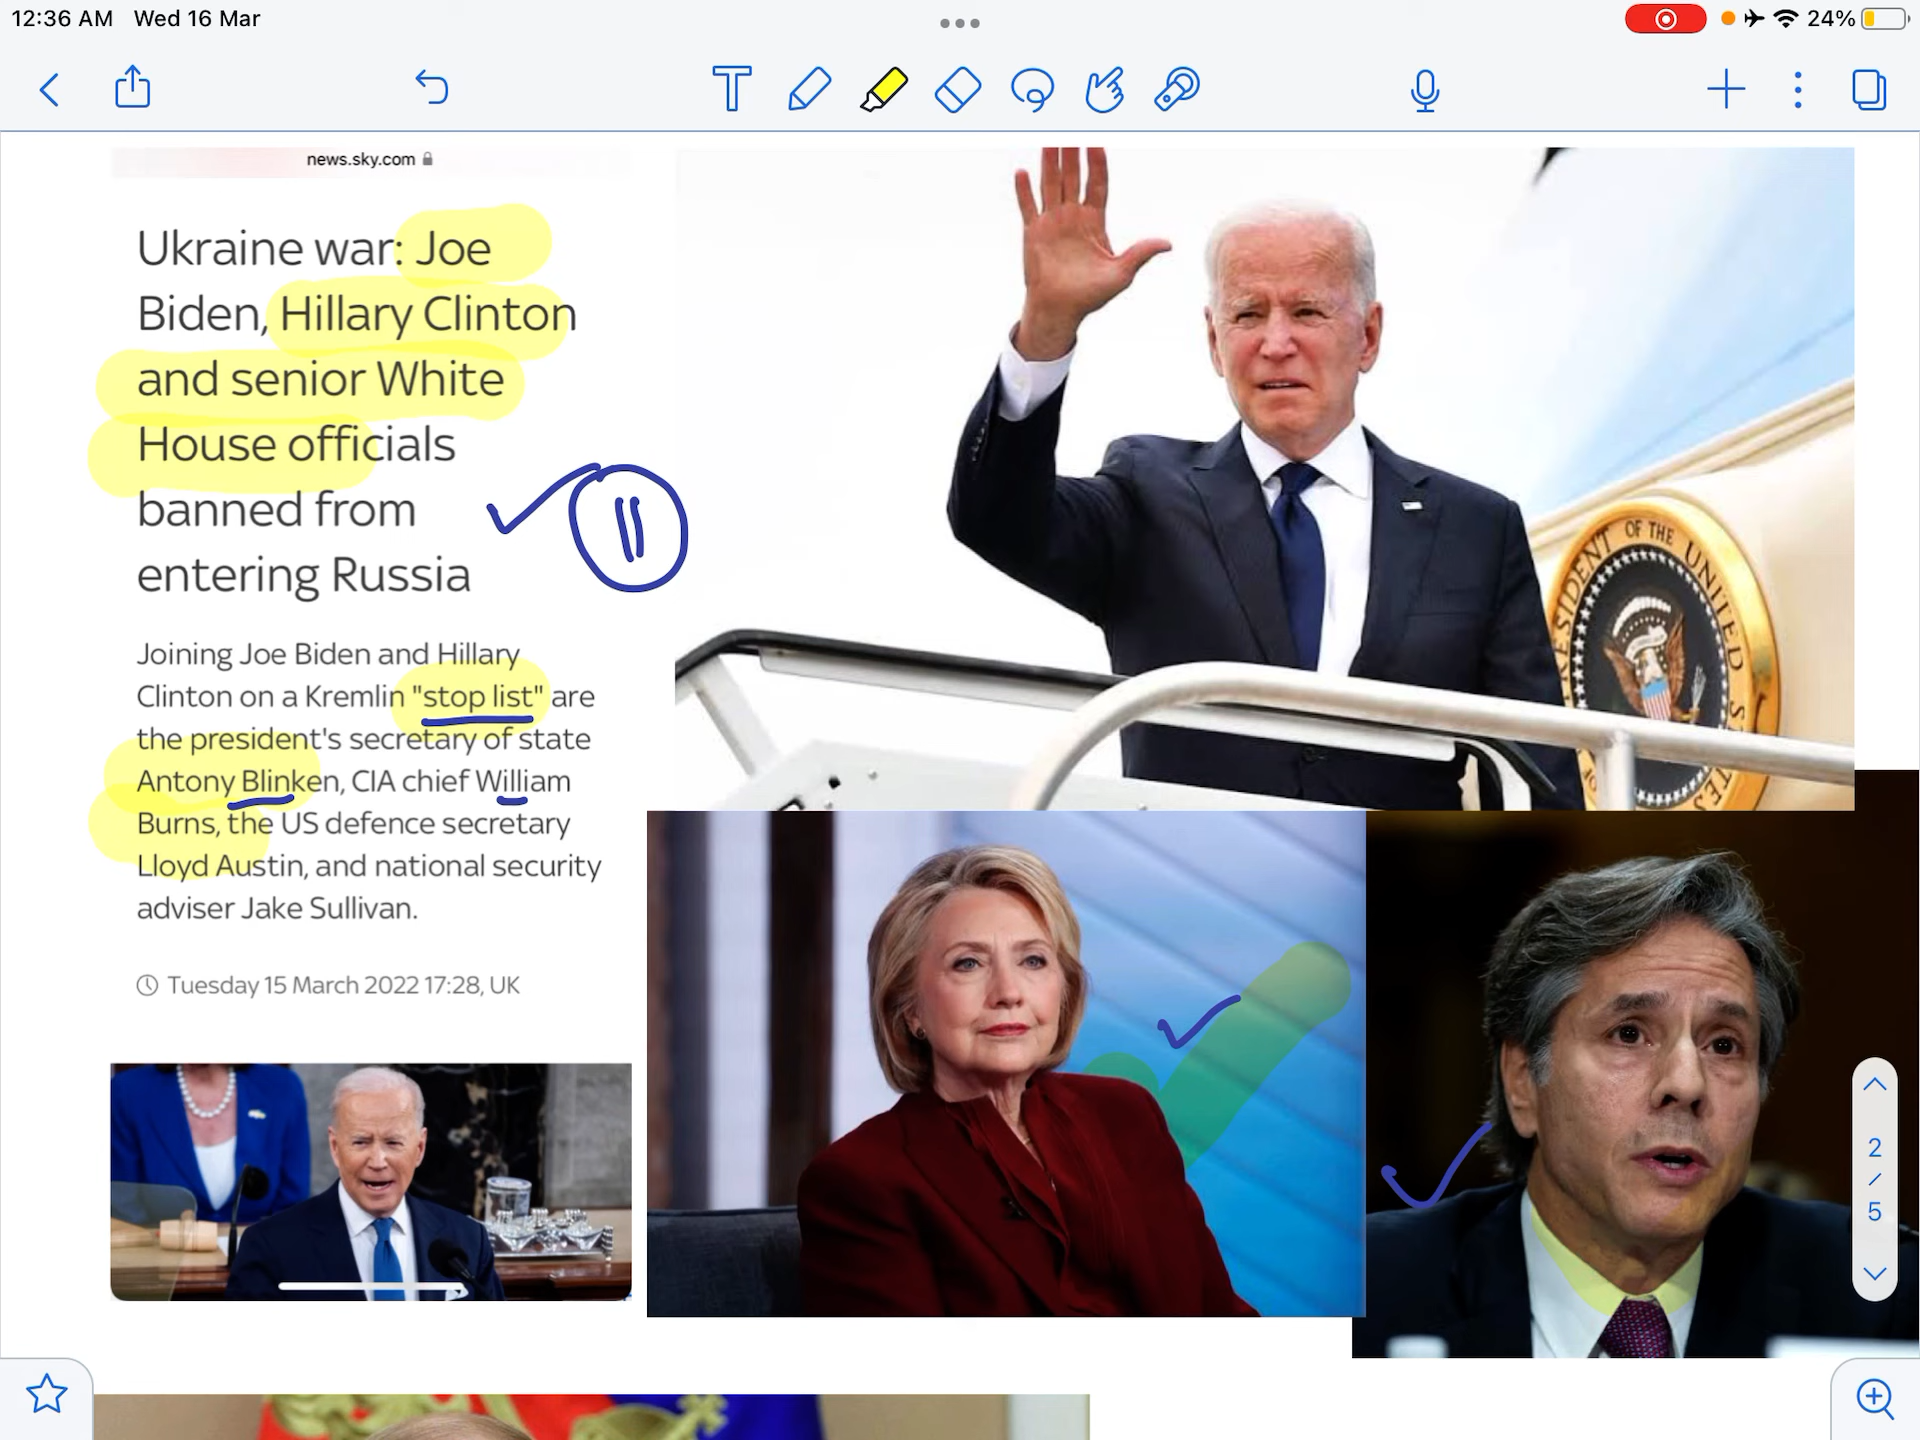 12:36 AM Wed 16 Mar
24%
news.sky.com
Ukraine war: Joe
Biden, Hillary Clinton
and senior White
House officials
banned from
entering Russia
11
Joining Joe Biden and Hillary
Clinton on a Kremlin "stop list" are
the president's secretary of state
Antony Blinken, CIA chief William
Burns, the US defence secretary
Lloyd Austin, and national security
adviser Jake Sullivan.
Tuesday 15 March 2022 17:28, UK
PRESIDENT OF THE UNITED STATES
2
/
5